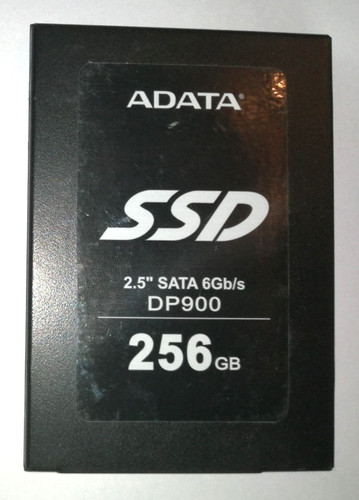 ADATA®
SSD
2.5" SATA 6Gb/s
DP900
256GB